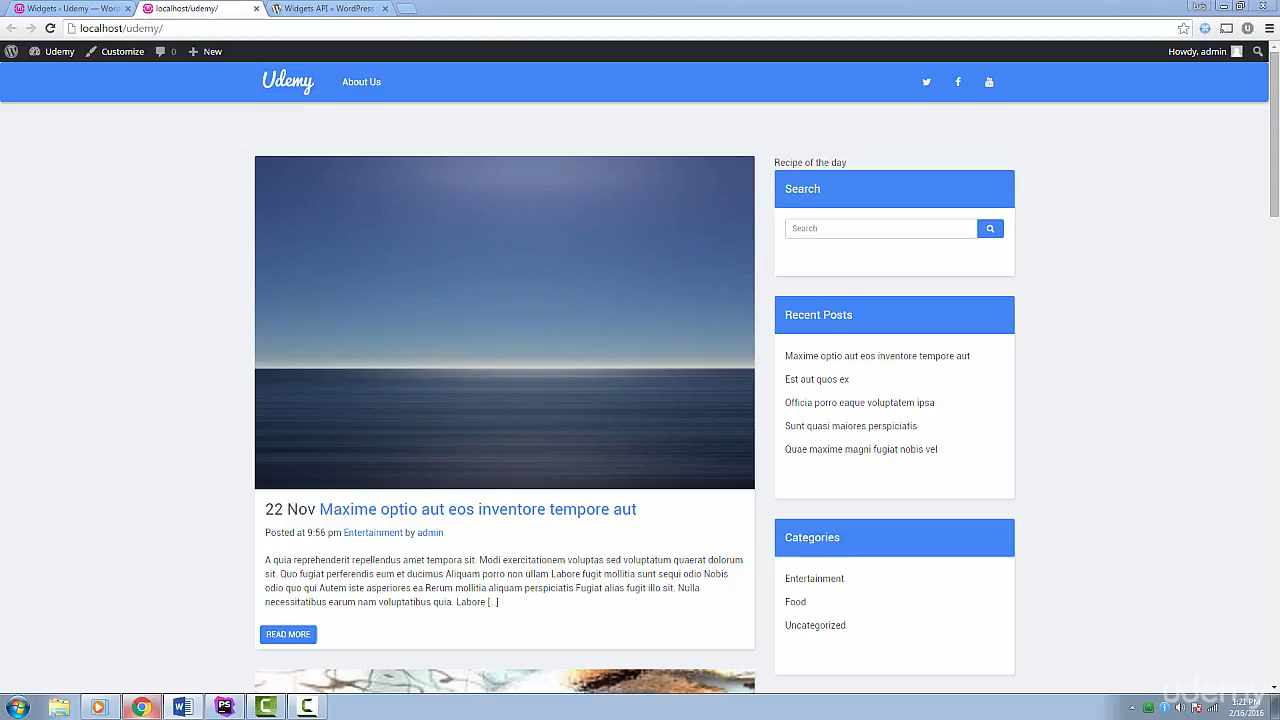 Widgets ‹ Udemy — Word
localhost/udemy/
Widgets API « WordPress
localhost/udemy/
Udemy
Customize
0
New
Howdy, admin
Udemy
About Us
Recipe of the day
Search
Search
Recent Posts
Maxime optio aut eos inventore tempore aut
Est aut quos ex
Officia porro eaque voluptatem ipsa
Sunt quasi maiores perspiciatis
Quae maxime magni fugiat nobis vel
22 Nov Maxime optio aut eos inventore tempore aut
Posted at 9:56 pm Entertainment by admin
A quia reprehenderit repellendus amet tempora sit. Modi exercitationem voluptas sed voluptatum quaerat dolorum
sit. Quo fugiat perferendis eum et ducimus Aliquam porro non ullam Labore fugit mollitia sunt sequi odio Nobis
odio quo qui Autem iste asperiores ea Rerum mollitia aliquam perspiciatis Fugiat alias fugit illo sit. Nulla
necessitatibus earum nam voluptatibus quia. Labore [...]
READ MORE
Categories
Entertainment
Food
Uncategorized
udemy
PS
1:21 PM
2/16/2016